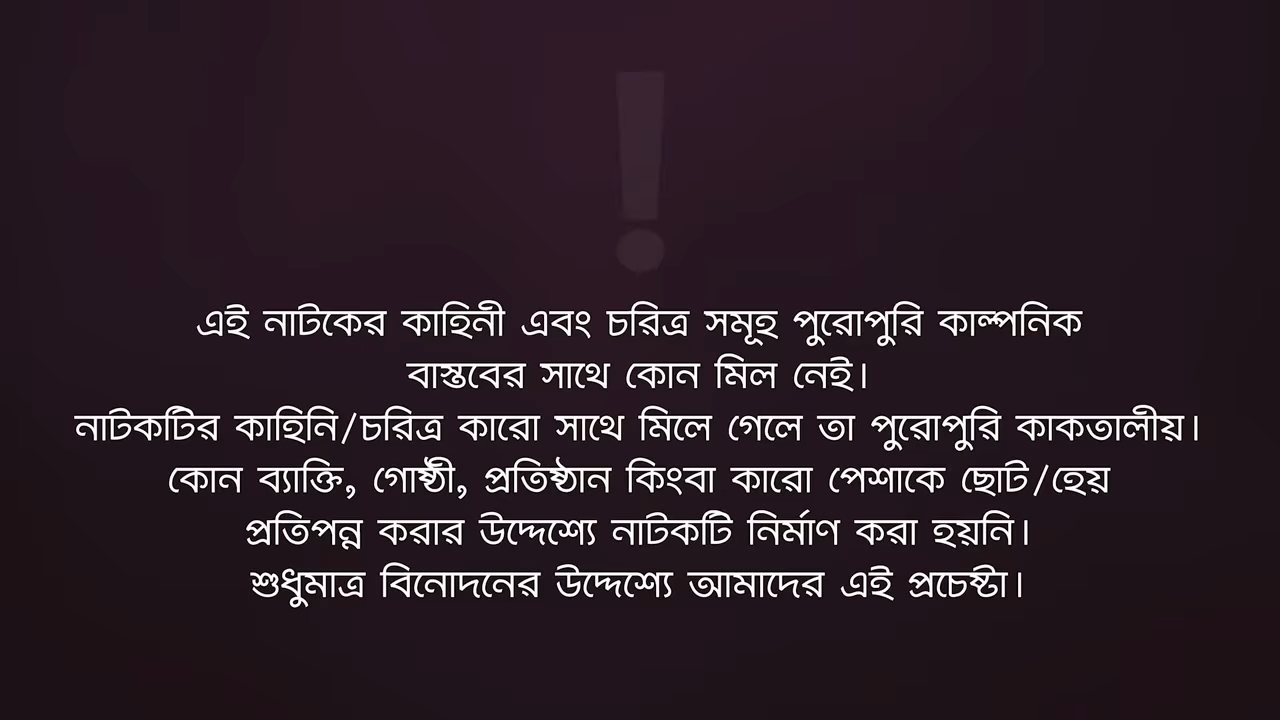 এই নাটকের কাহিনী এবং চরিত্র সমূহ পুরোপুরি কাল্পনিক
বাস্তবের সাথে কোন মিল নেই।
নাটকটির কাহিনি/চরিত্র কারো সাথে মিলে গেলে তা পুরোপুরি কাকতালীয়।
কোন ব্যাক্তি, গোষ্ঠী, প্রতিষ্ঠান কিংবা কারো পেশাকে ছোট/হেয়
প্রতিপন্ন করার উদ্দেশ্যে নাটকটি নির্মাণ করা হয়নি।
শুধুমাত্র বিনোদনের উদ্দেশ্যে আমাদের এই প্রচেষ্টা।